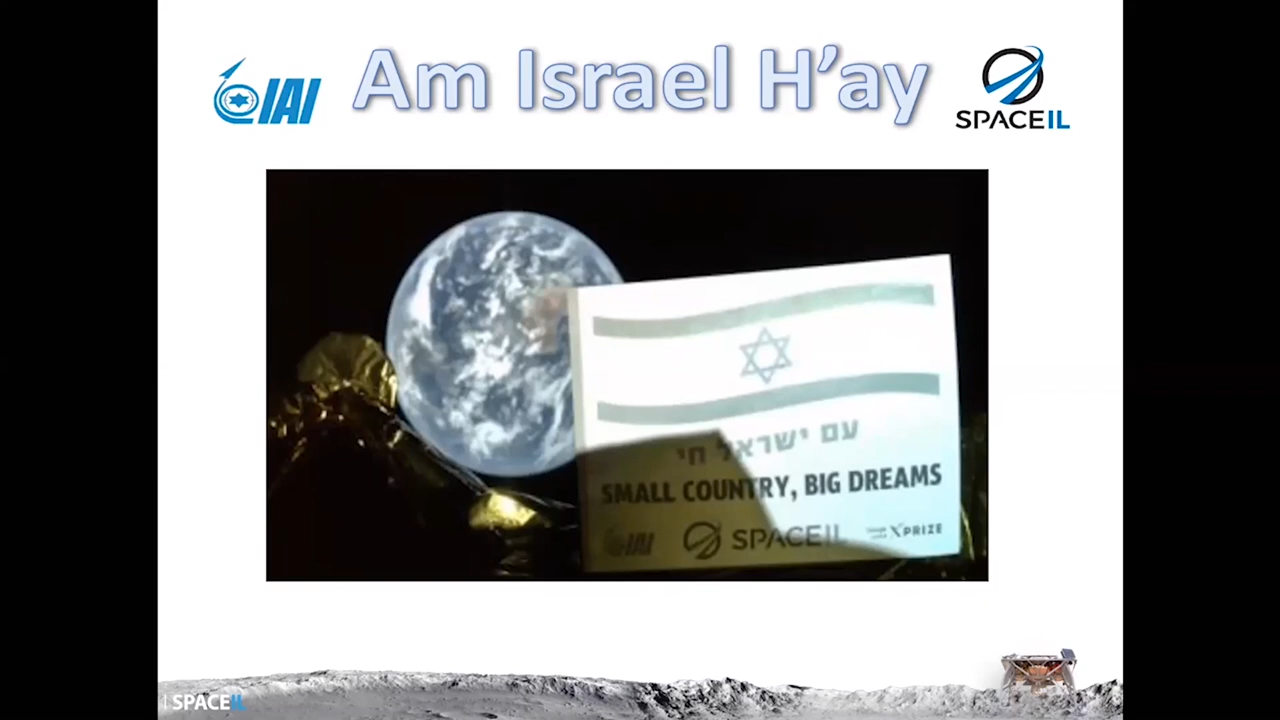 IAI
Am Israel H'ay
SPACEIL
עם ישראל חי
SMALL COUNTRY, BIG DREAMS
IAI
SPACEIL
XPRIZE
SPACEIL